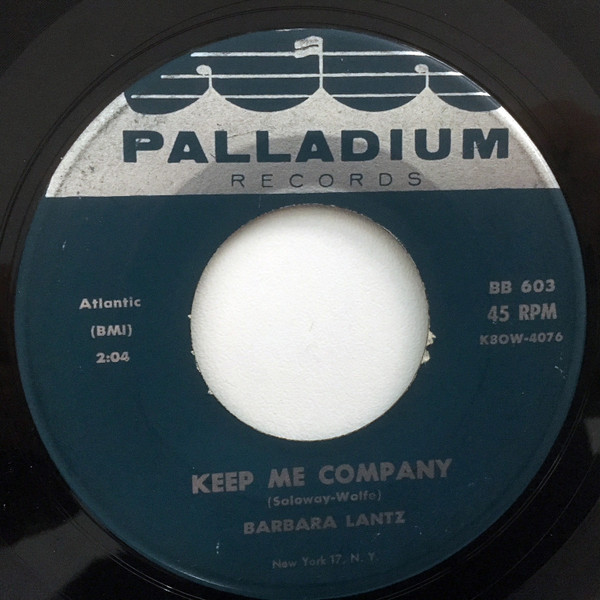 PALLADIUM
RECORDS
Atlantic
(BMI)
2:04
BB 603
45 RPM
K8OW-4076
KEEP ME COMPANY
(Soloway-Wolfe)
BARBARA LANTZ
New York 17, N. Y.